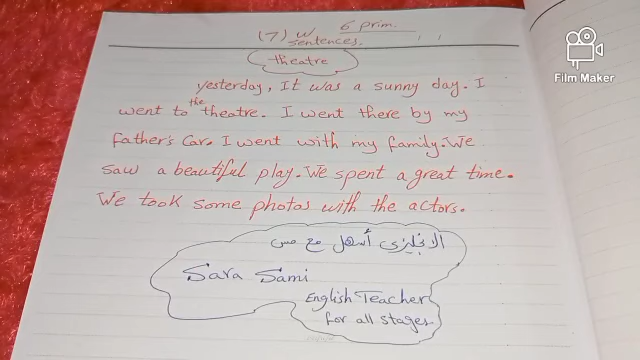 (7) W 6 prim.
sentences.
theatre
yesterday, It was a sunny day. I
went to the theatre. I went there by my
Father's Car. I went with my family. We
saw a beautiful play. We spent a great time.
We took some photos with the actors.
الانجليزى أسهل مع مس
Sara Sami
English Teacher
for all stages.
Film Maker